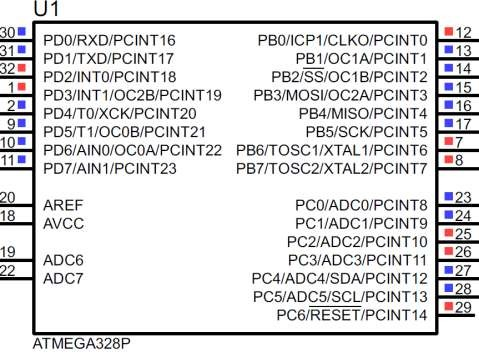 U1
30 PD0/RXD/PCINT16 PB0/ICP1/CLKO/PCINT0 12
31 PD1/TXD/PCINT17 PB1/OC1A/PCINT1 13
32 PD2/INT0/PCINT18 PB2/SS/OC1B/PCINT2 14
1 PD3/INT1/OC2B/PCINT19 PB3/MOSI/OC2A/PCINT3 15
2 PD4/T0/XCK/PCINT20 PB4/MISO/PCINT4 16
9 PD5/T1/OC0B/PCINT21 PB5/SCK/PCINT5 17
10 PD6/AIN0/OC0A/PCINT22 PB6/TOSC1/XTAL1/PCINT6 7
11 PD7/AIN1/PCINT23 PB7/TOSC2/XTAL2/PCINT7 8
20 AREF PC0/ADC0/PCINT8 23
18 AVCC PC1/ADC1/PCINT9 24
PC2/ADC2/PCINT10 25
19 ADC6 PC3/ADC3/PCINT11 26
22 ADC7 PC4/ADC4/SDA/PCINT12 27
PC5/ADC5/SCL/PCINT13 28
PC6/RESET/PCINT14 29
ATMEGA328P